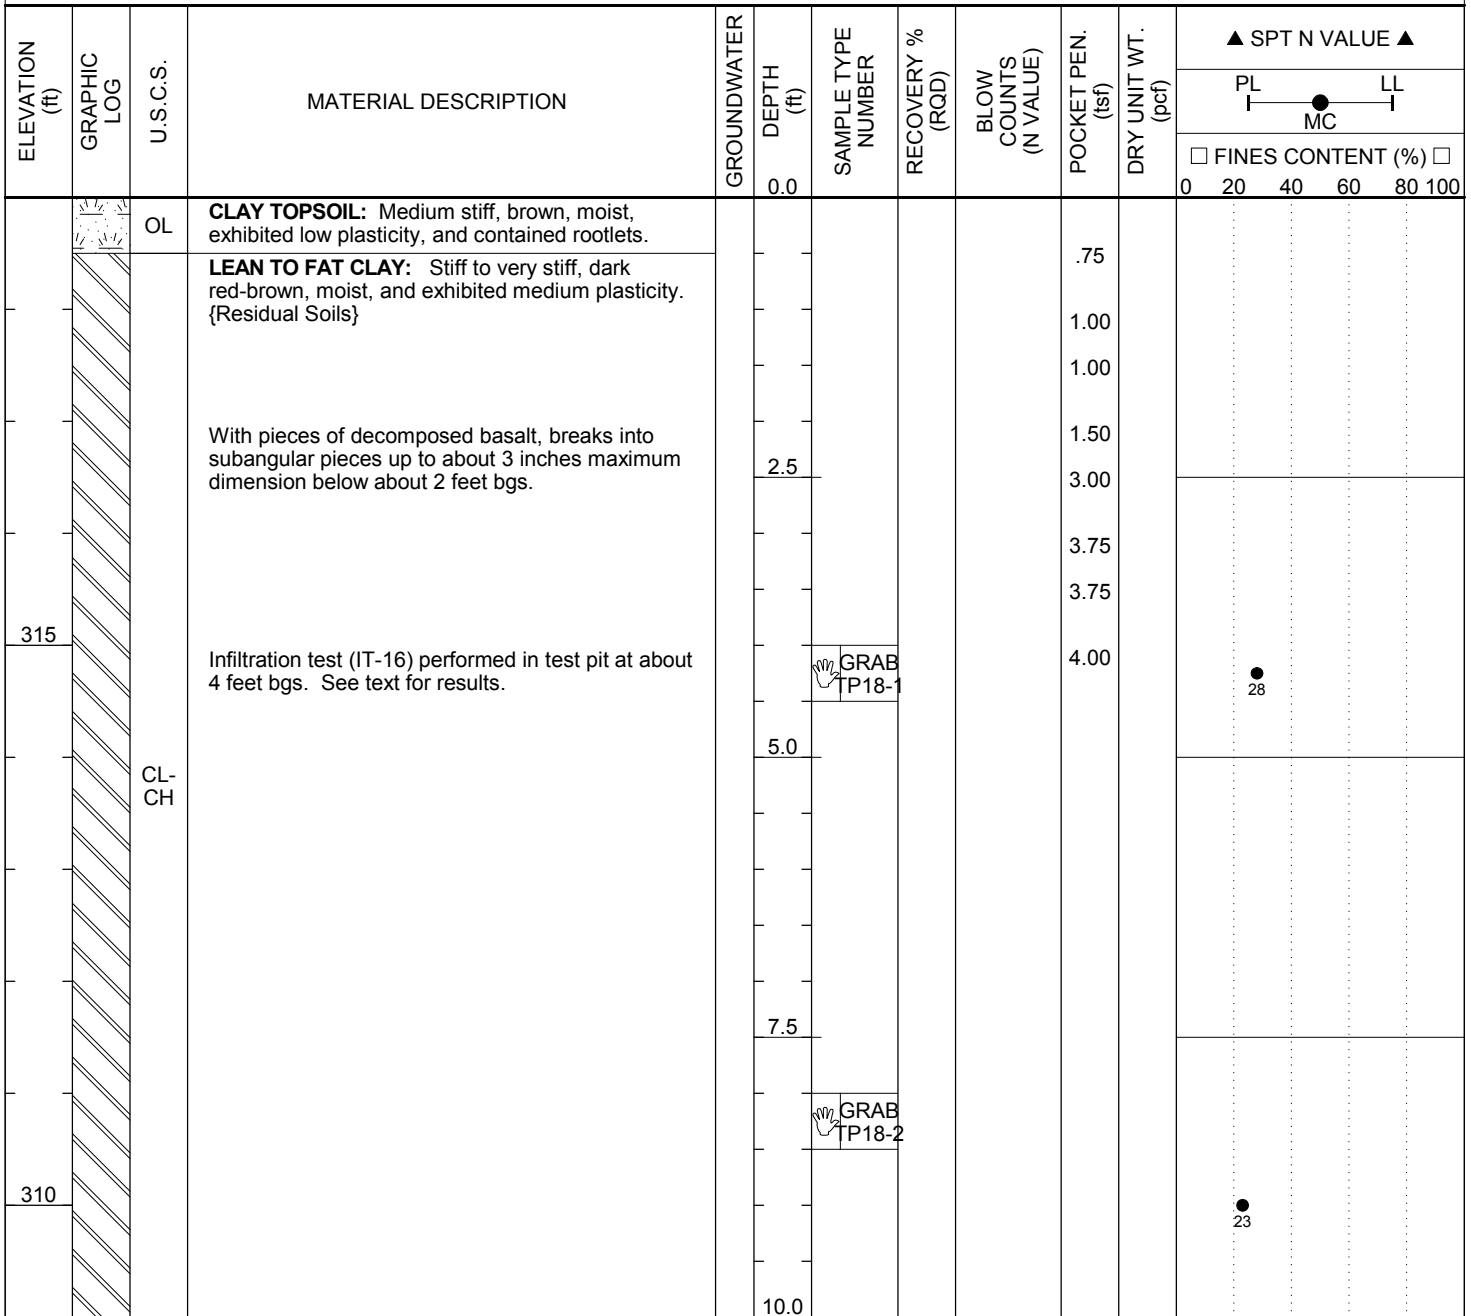 ELEVATION
(ft)
GRAPHIC
LOG
U.S.C.S.
MATERIAL DESCRIPTION
GROUNDWATER
DEPTH
(ft)
0.0
SAMPLE TYPE
NUMBER
RECOVERY %
(RQD)
BLOW
COUNTS
(N VALUE)
POCKET PEN.
(tsf)
DRY UNIT WT.
(pcf)
▲ SPT N VALUE ▲
PL LL
MC
□ FINES CONTENT (%) □
0 20 40 60 80 100
OL
CLAY TOPSOIL: Medium stiff, brown, moist,
exhibited low plasticity, and contained rootlets.
.75
LEAN TO FAT CLAY: Stiff to very stiff, dark
red-brown, moist, and exhibited medium plasticity.
{Residual Soils}
1.00
1.00
With pieces of decomposed basalt, breaks into
subangular pieces up to about 3 inches maximum
dimension below about 2 feet bgs.
1.50
2.5
3.00
3.75
3.75
315
Infiltration test (IT-16) performed in test pit at about
4 feet bgs. See text for results.
GRAB
TP18-1
4.00
28
5.0
CL-
CH
7.5
GRAB
TP18-2
310
23
10.0